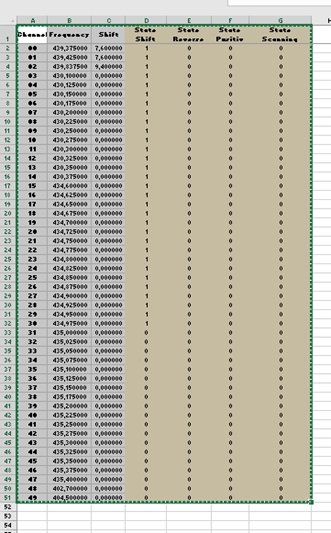 A B C D E F G H
1 Channel Frequency Shift State Shift State Reverse State Positiv State Scanning
2 00 439,375000 7,600000 1 0 0 0
3 01 439,425000 7,600000 1 0 0 0
4 02 439,837500 9,400000 1 0 0 0
5 03 430,100000 0,000000 1 0 0 0
6 04 430,125000 0,000000 1 0 0 0
7 05 430,150000 0,000000 1 0 0 0
8 06 430,175000 0,000000 1 0 0 0
9 07 430,200000 0,000000 1 0 0 0
10 08 430,225000 0,000000 1 0 0 0
11 09 430,250000 0,000000 1 0 0 0
12 10 430,275000 0,000000 1 0 0 0
13 11 430,300000 0,000000 1 0 0 0
14 12 430,325000 0,000000 1 0 0 0
15 13 430,350000 0,000000 1 0 0 0
16 14 430,375000 0,000000 1 0 0 0
17 15 434,600000 0,000000 1 0 0 0
18 16 434,625000 0,000000 1 0 0 0
19 17 434,650000 0,000000 1 0 0 0
20 18 434,675000 0,000000 1 0 0 0
21 19 434,700000 0,000000 1 0 0 0
22 20 434,725000 0,000000 1 0 0 0
23 21 434,750000 0,000000 1 0 0 0
24 22 434,775000 0,000000 1 0 0 0
25 23 434,800000 0,000000 1 0 0 0
26 24 434,825000 0,000000 1 0 0 0
27 25 434,850000 0,000000 1 0 0 0
28 26 434,875000 0,000000 1 0 0 0
29 27 434,900000 0,000000 1 0 0 0
30 28 434,925000 0,000000 1 0 0 0
31 29 434,950000 0,000000 1 0 0 0
32 30 434,975000 0,000000 1 0 0 0
33 31 435,000000 0,000000 0 0 0 0
34 32 435,025000 0,000000 0 0 0 0
35 33 435,050000 0,000000 0 0 0 0
36 34 435,075000 0,000000 0 0 0 0
37 35 435,100000 0,000000 0 0 0 0
38 36 435,125000 0,000000 0 0 0 0
39 37 435,150000 0,000000 0 0 0 0
40 38 435,175000 0,000000 0 0 0 0
41 39 435,200000 0,000000 0 0 0 0
42 40 435,225000 0,000000 0 0 0 0
43 41 435,250000 0,000000 0 0 0 0
44 42 435,275000 0,000000 0 0 0 0
45 43 435,300000 0,000000 0 0 0 0
46 44 435,325000 0,000000 0 0 0 0
47 45 435,350000 0,000000 0 0 0 0
48 46 435,375000 0,000000 0 0 0 0
49 47 435,400000 0,000000 0 0 0 0
50 48 402,700000 0,000000 0 0 0 0
51 49 404,500000 0,000000 0 0 0 0
52
53
54